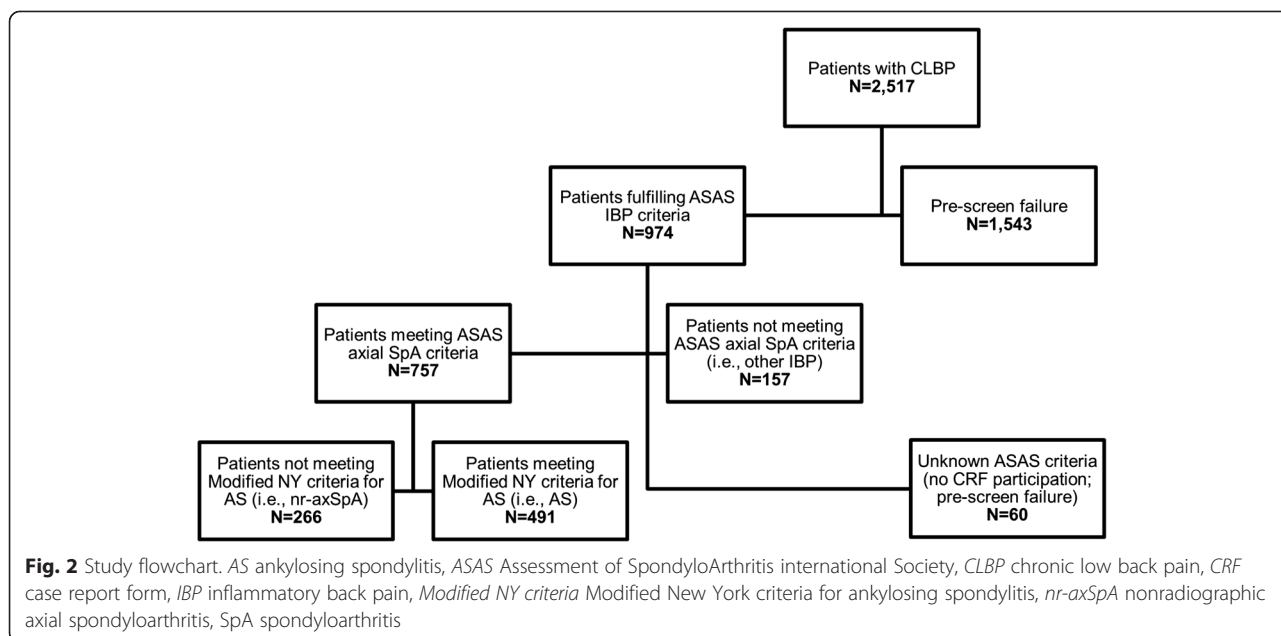 Patients with CLBP
N=2,517
Patients fulfilling ASAS
IBP criteria
N=974
Pre-screen failure
N=1,543
Patients meeting ASAS
axial SpA criteria
N=757
Patients not meeting
ASAS axial SpA criteria
(i.e., other IBP)
N=157
Patients not meeting
Modified NY criteria for
AS (i.e., nr-axSpA)
N=266
Patients meeting
Modified NY criteria for
AS (i.e., AS)
N=491
Unknown ASAS criteria
(no CRF participation;
pre-screen failure)
N=60
Fig. 2 Study flowchart. AS ankylosing spondylitis, ASAS Assessment of SpondyloArthritis international Society, CLBP chronic low back pain, CRF
case report form, IBP inflammatory back pain, Modified NY criteria Modified New York criteria for ankylosing spondylitis, nr-axSpA nonradiographic
axial spondyloarthritis, SpA spondyloarthritis